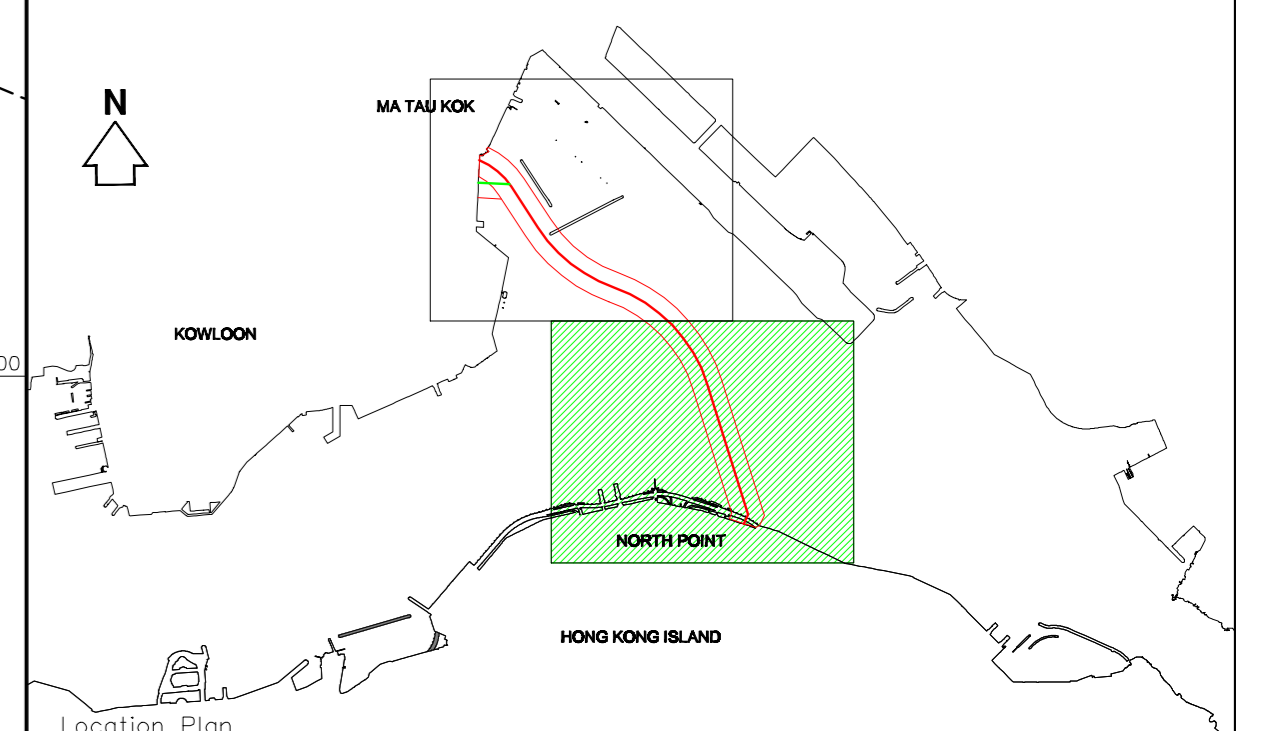 N
MA TAU KOK
KOWLOON
00
NORTH POINT
HONG KONG ISLAND
Location Plan